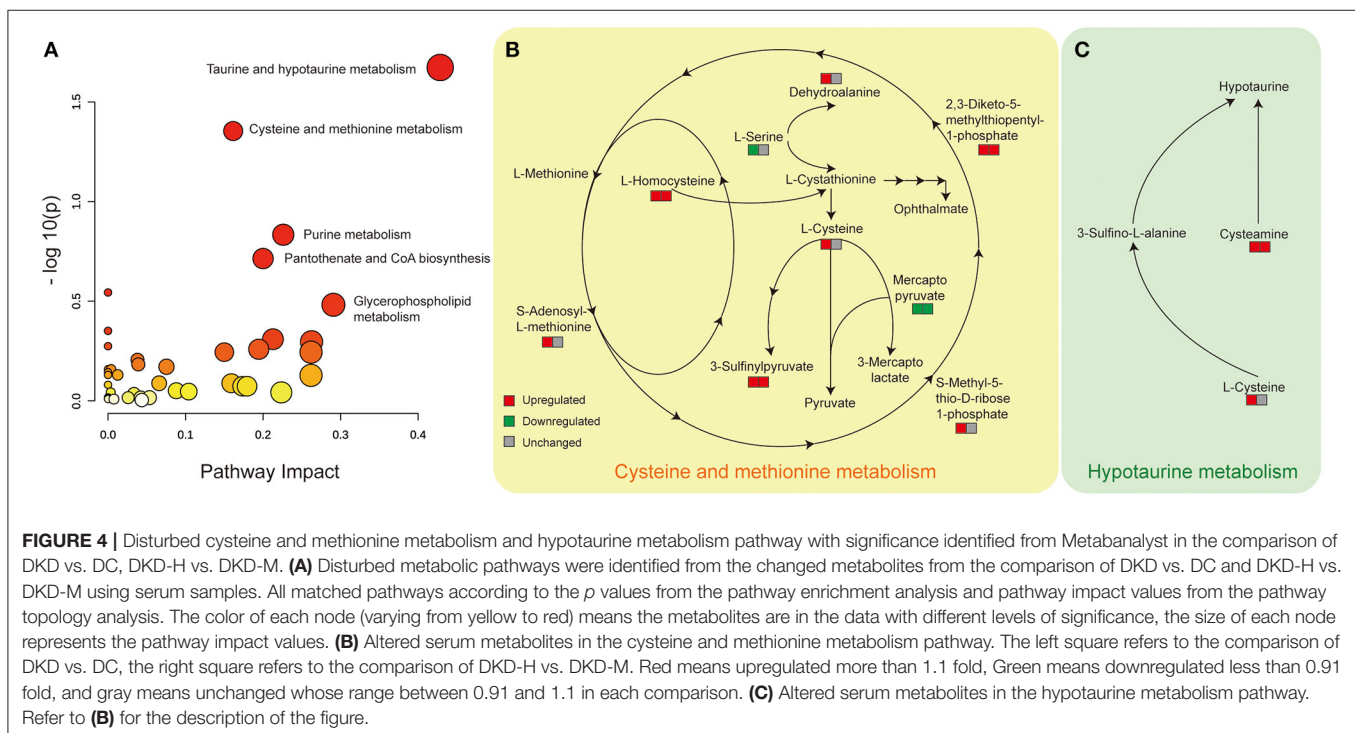 A
Taurine and hypotaurine metabolism
Cysteine and methionine metabolism
Purine metabolism
Pantothenate and CoA biosynthesis
Glycerophospholipid
metabolism
- log 10(p)
1.5
1.0
0.5
0.0
0.0
0.1
0.2
0.3
0.4
Pathway Impact
B
Dehydroalanine
2,3-Diketo-5-
methylthiopentyl-
1-phosphate
L-Serine
L-Methionine
L-Homocysteine
L-Cystathionine
Ophthalmate
L-Cysteine
Mercapto
pyruvate
S-Adenosyl-
L-methionine
3-Sulfinylpyruvate
3-Mercapto
lactate
S-Methyl-5-
thio-D-ribose
1-phosphate
Pyruvate
Upregulated
Downregulated
Unchanged
Cysteine and methionine metabolism
C
Hypotaurine
3-Sulfino-L-alanine
Cysteamine
L-Cysteine
Hypotaurine metabolism
FIGURE 4 | Disturbed cysteine and methionine metabolism and hypotaurine metabolism pathway with significance identified from Metabanalyst in the comparison of
DKD vs. DC, DKD-H vs. DKD-M. (A) Disturbed metabolic pathways were identified from the changed metabolites from the comparison of DKD vs. DC and DKD-H vs.
DKD-M using serum samples. All matched pathways according to the p values from the pathway enrichment analysis and pathway impact values from the pathway
topology analysis. The color of each node (varying from yellow to red) means the metabolites are in the data with different levels of significance, the size of each node
represents the pathway impact values. (B) Altered serum metabolites in the cysteine and methionine metabolism pathway. The left square refers to the comparison of
DKD vs. DC, the right square refers to the comparison of DKD-H vs. DKD-M. Red means upregulated more than 1.1 fold, Green means downregulated less than 0.91
fold, and gray means unchanged whose range between 0.91 and 1.1 in each comparison. (C) Altered serum metabolites in the hypotaurine metabolism pathway.
Refer to (B) for the description of the figure.